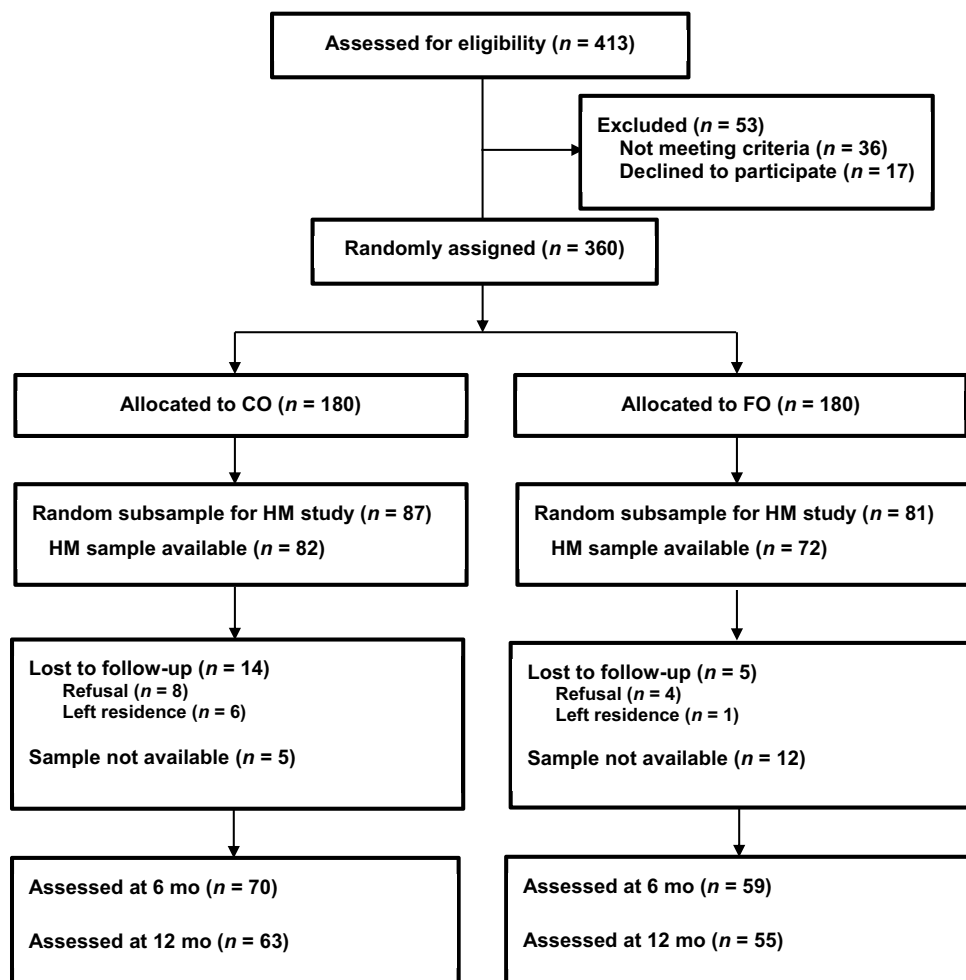 Assessed for eligibility (n = 413)
Excluded (n = 53)
Not meeting criteria (n = 36)
Declined to participate (n = 17)
Randomly assigned (n = 360)
Allocated to CO (n = 180)
Allocated to FO (n = 180)
Random subsample for HM study (n = 87)
HM sample available (n = 82)
Random subsample for HM study (n = 81)
HM sample available (n = 72)
Lost to follow-up (n = 14)
Refusal (n = 8)
Left residence (n = 6)
Sample not available (n = 5)
Lost to follow-up (n = 5)
Refusal (n = 4)
Left residence (n = 1)
Sample not available (n = 12)
Assessed at 6 mo (n = 70)
Assessed at 12 mo (n = 63)
Assessed at 6 mo (n = 59)
Assessed at 12 mo (n = 55)